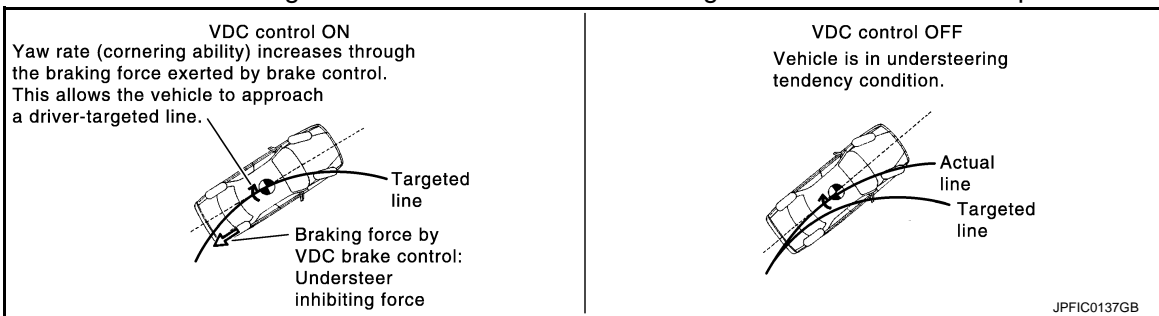 VDC control ON
Yaw rate (cornering ability) increases through
the braking force exerted by brake control.
This allows the vehicle to approach
a driver-targeted line.
Targeted
line
Braking force by
VDC brake control:
Understeer
inhibiting force
VDC control OFF
Vehicle is in understeering
tendency condition.
Actual
line
Targeted
line
JPFIC0137GB